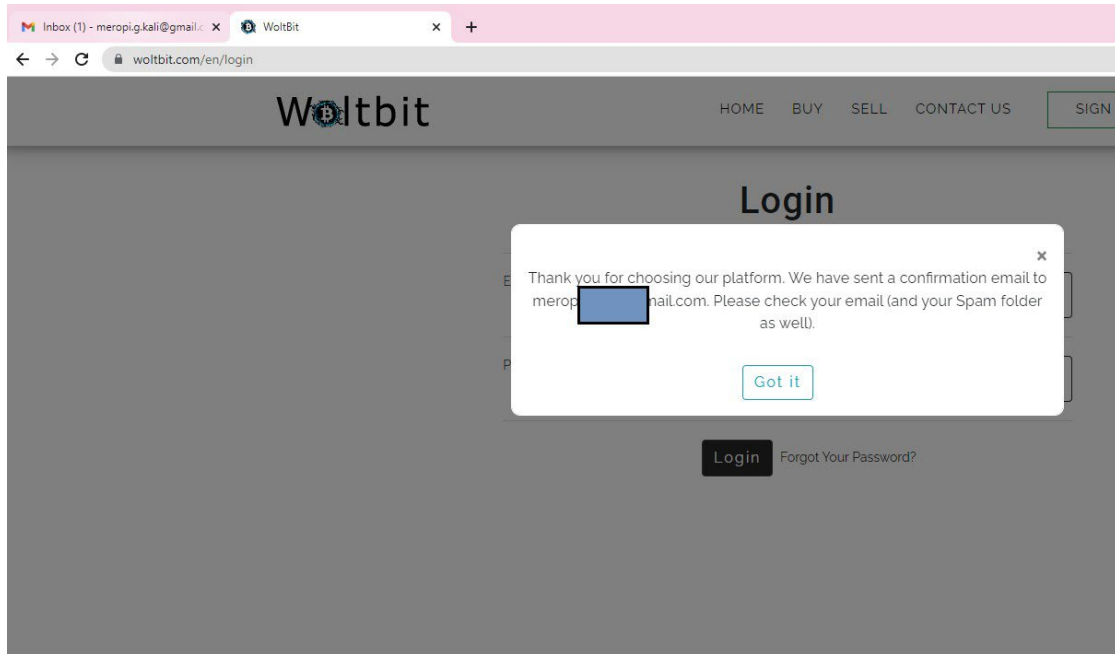 Inbox (1) - meropi.g.kali@gmail.c
WoltBit
woltbit.com/en/login
Woltbit
HOME BUY SELL CONTACT US SIGN
Login
E
Thank you for choosing our platform. We have sent a confirmation email to
merop mail.com. Please check your email (and your Spam folder
as well).
P
Got it
Login Forgot Your Password?